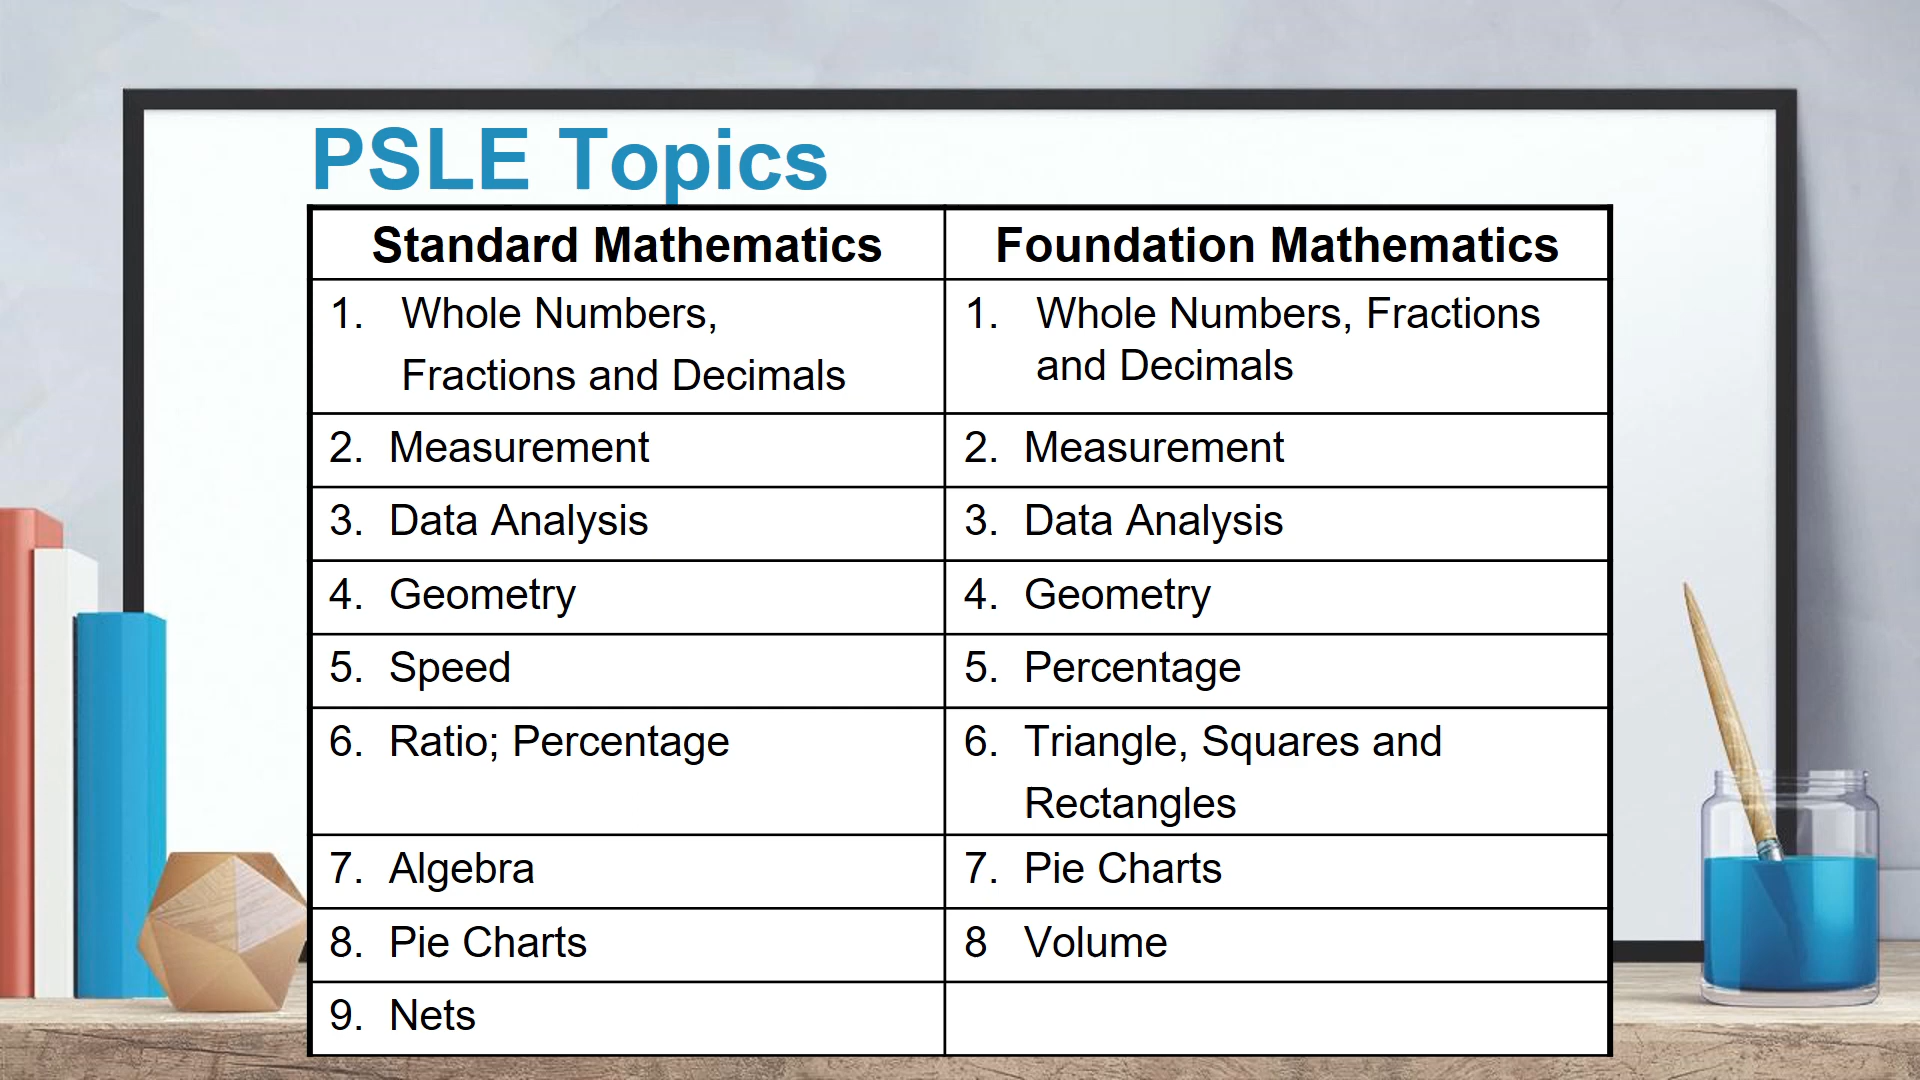 PSLE Topics
Standard Mathematics
Foundation Mathematics
1. Whole Numbers,
Fractions and Decimals
1. Whole Numbers, Fractions
and Decimals
2. Measurement
2. Measurement
3. Data Analysis
3. Data Analysis
4. Geometry
4. Geometry
5. Speed
5. Percentage
6. Ratio; Percentage
6. Triangle, Squares and
Rectangles
7. Algebra
7. Pie Charts
8. Pie Charts
8 Volume
9. Nets